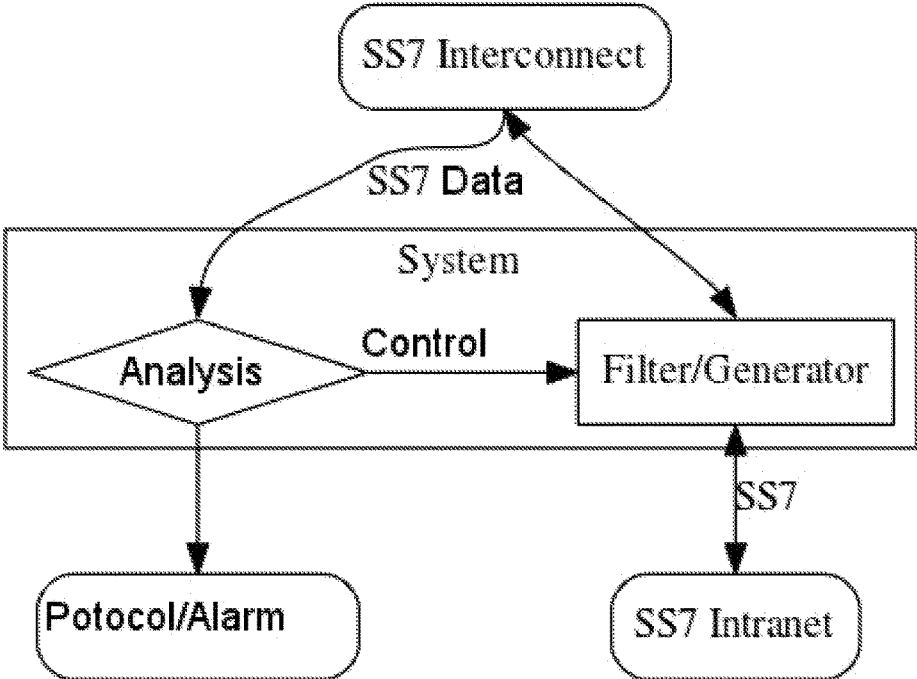 SS7 Interconnect
SS7 Data
System
Control
Analysis
Filter/Generator
SS7
Potocol/Alarm
SS7 Intranet